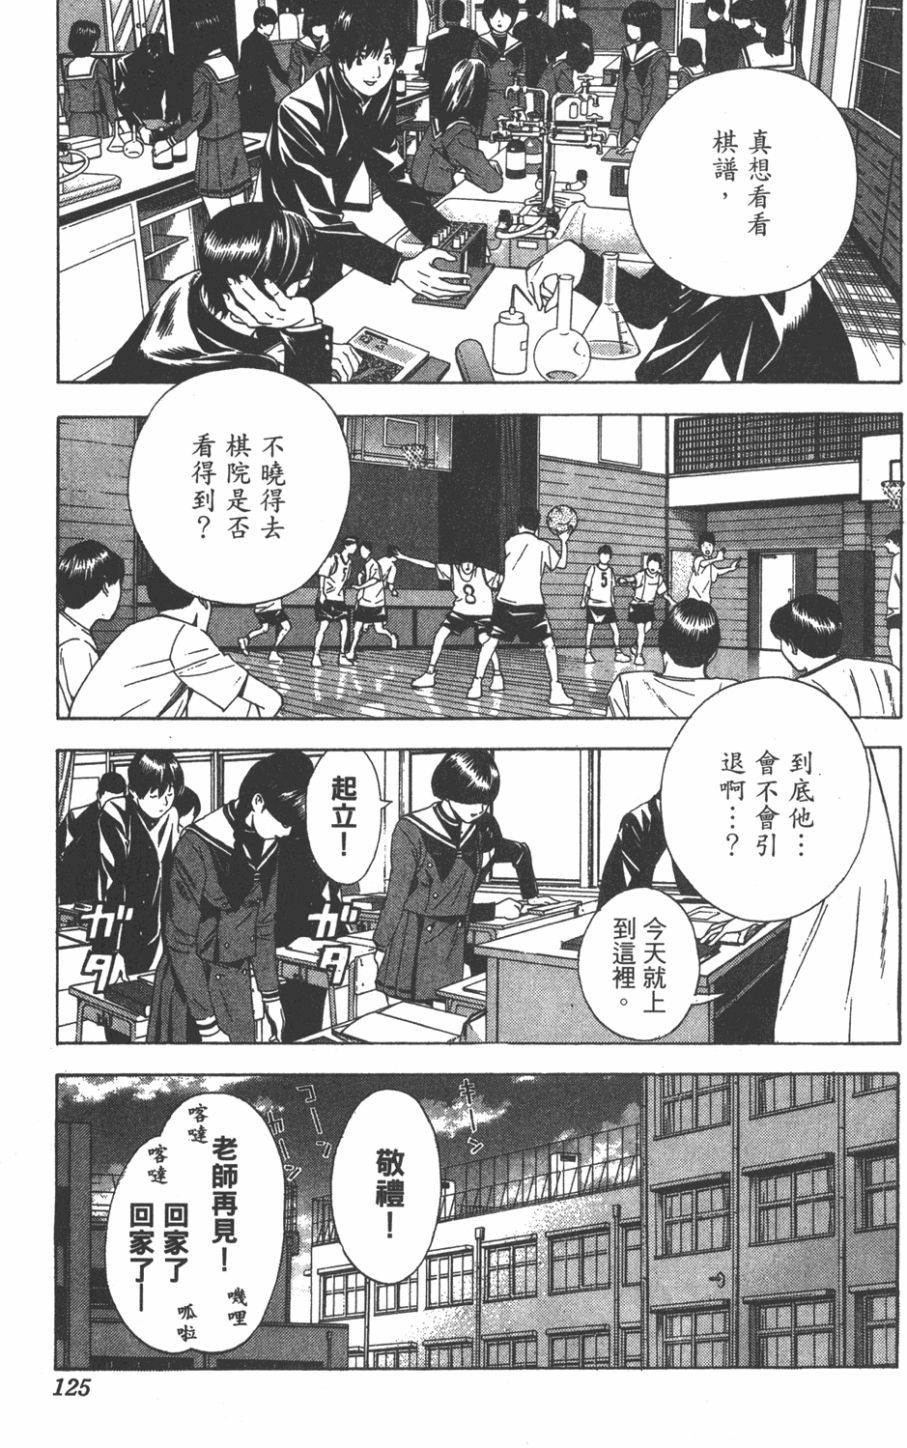 真想看看
棋譜，
不曉得去
棋院是否
看得到？
到底他…
會不會引
退啊…？
今天就上
到這裡。
起立！
ガタ
ガタ
キーン
コーン
カーン
敬禮！
喀噠
老師再見！
喀噠
回家了
回家了—
嘰哩
呱啦
125